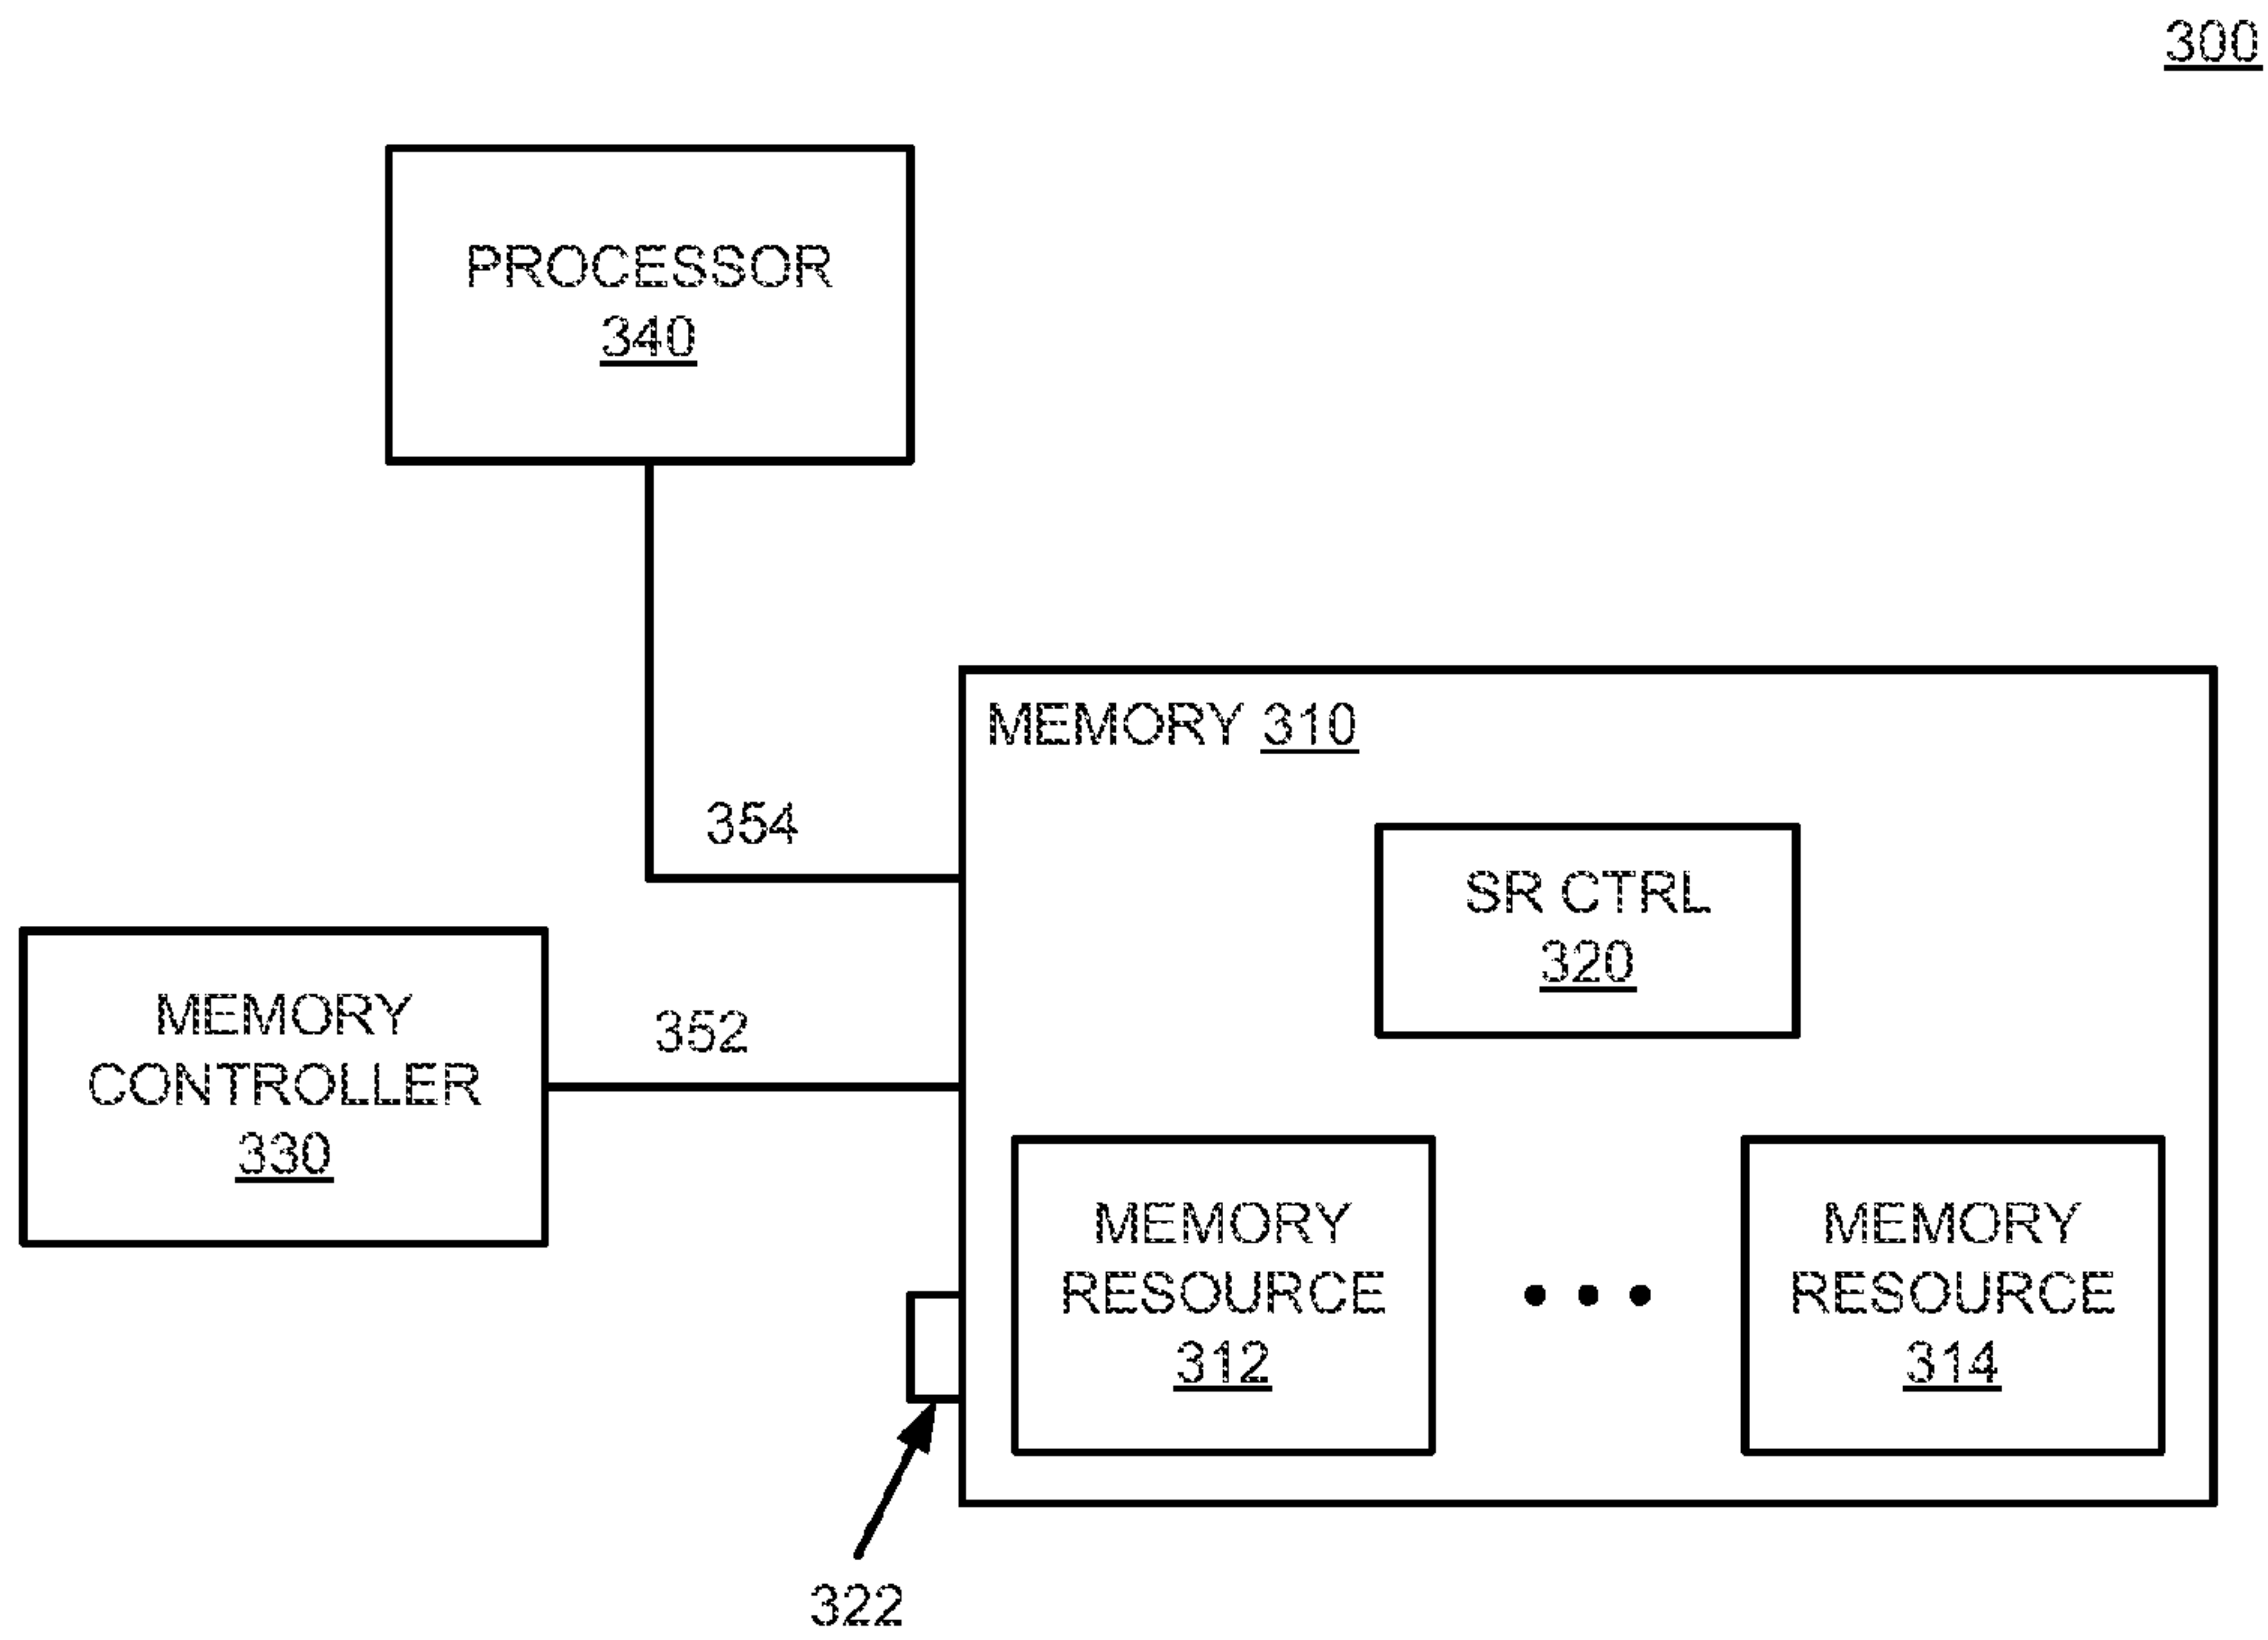 300
PROCESSOR
340
MEMORY 310
354
SR CTRL
320
MEMORY
CONTROLLER
330
352
MEMORY
RESOURCE
312
MEMORY
RESOURCE
314
322